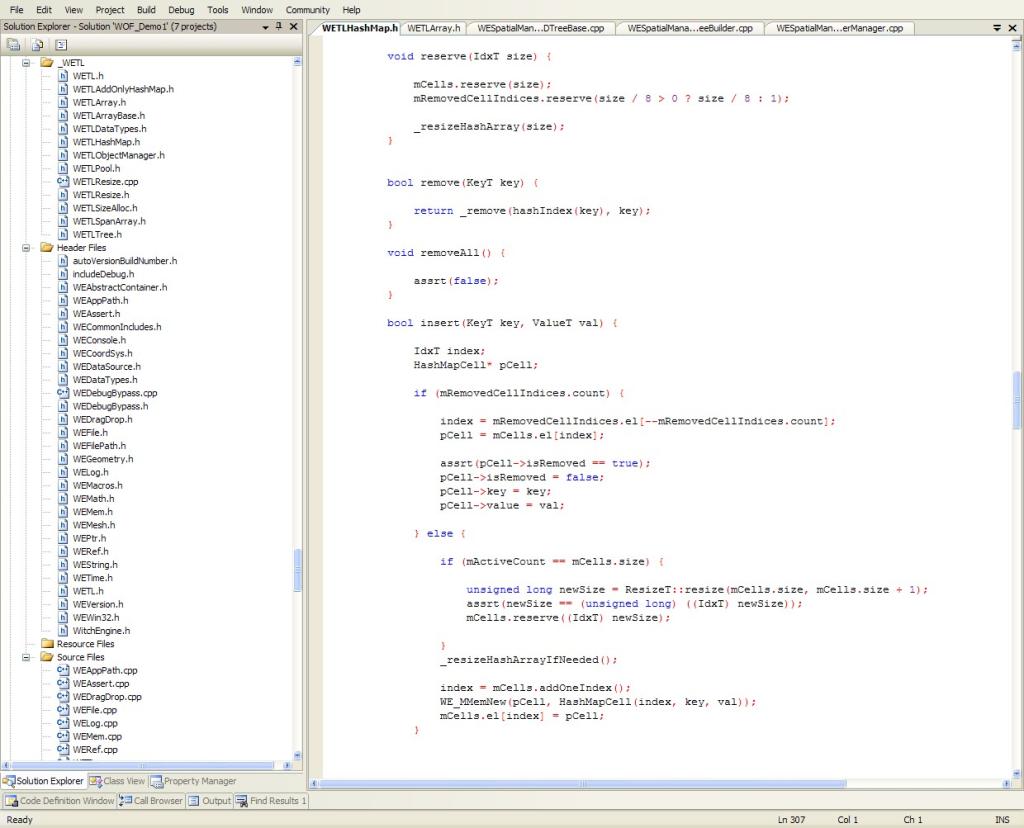 File Edit View Project Build Debug Tools Window Community Help
Solution Explorer - Solution 'WOF_Demo1' (7 projects)
_WETL
WETL.h
WETLAddOnlyHashMap.h
WETLArray.h
WETLArrayBase.h
WETLDataTypes.h
WETLHashMap.h
WETLObjectManager.h
WETLPool.h
WETLResize.cpp
WETLResize.h
WETLSizeAlloc.h
WETLSpanArray.h
WETLTree.h
Header Files
autoVersionBuildNumber.h
includeDebug.h
WEAbstractContainer.h
WEAppPath.h
WEAssert.h
WECommonIncludes.h
WEConsole.h
WECoordSys.h
WEDataSource.h
WEDataTypes.h
WEDebugBypass.cpp
WEDebugBypass.h
WEDragDrop.h
WEFile.h
WEFilePath.h
WEGeometry.h
WELog.h
WEMacros.h
WEMath.h
WEMem.h
WEMesh.h
WEPtr.h
WERef.h
WEString.h
WETime.h
WETL.h
WEVersion.h
WEWin32.h
WitchEngine.h
Resource Files
Source Files
WEAppPath.cpp
WEAssert.cpp
WEDragDrop.cpp
WEFile.cpp
WELog.cpp
WEMem.cpp
WERef.cpp
Solution Explorer Class View Property Manager
WETLHashMap.h WETLArray.h WESpatialMan...DTreeBase.cpp WESpatialMana...eeBuilder.cpp WESpatialMan...erManager.cpp
void reserve(IdxT size) {
mCells.reserve(size);
mRemovedCellIndices.reserve(size / 8 > 0 ? size / 8 : 1);
_resizeHashArray(size);
}
bool remove(KeyT key) {
return _remove(hashIndex(key), key);
}
void removeAll() {
assrt(false);
}
bool insert(KeyT key, ValueT val) {
IdxT index;
HashMapCell* pCell;
if (mRemovedCellIndices.count) {
index = mRemovedCellIndices.el[--mRemovedCellIndices.count];
pCell = mCells.el[index];
assrt(pCell->isRemoved == true);
pCell->isRemoved = false;
pCell->key = key;
pCell->value = val;
} else {
if (mActiveCount == mCells.size) {
unsigned long newSize = ResizeT::resize(mCells.size, mCells.size + 1);
assrt(newSize == (unsigned long) ((IdxT) newSize));
mCells.reserve((IdxT) newSize);
}
_resizeHashArrayIfNeeded();
index = mCells.addOneIndex();
WE_MMemNew(pCell, HashMapCell(index, key, val));
mCells.el[index] = pCell;
}
Code Definition Window Call Browser Output Find Results 1
Ready Ln 307 Col 1 Ch 1 INS